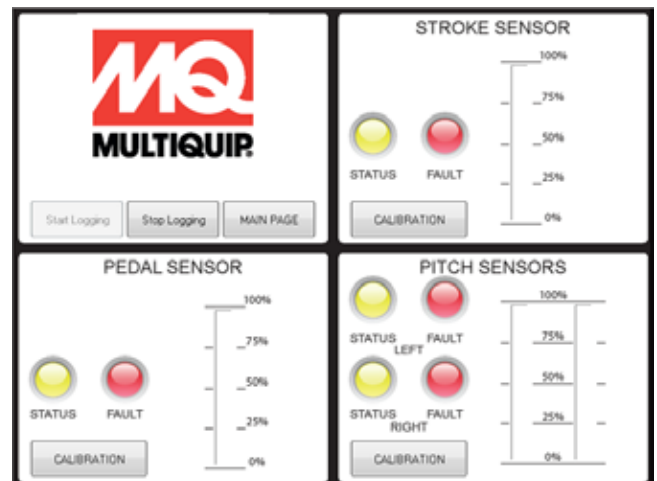 MQ
MULTIQUIP®
Start Logging
Stop Logging
MAIN PAGE
STROKE SENSOR
100%
75%
50%
25%
0%
STATUS
FAULT
CALIBRATION
PEDAL SENSOR
100%
75%
50%
25%
0%
STATUS
FAULT
CALIBRATION
PITCH SENSORS
STATUS
FAULT
LEFT
STATUS
FAULT
RIGHT
100%
75%
50%
25%
0%
CALIBRATION